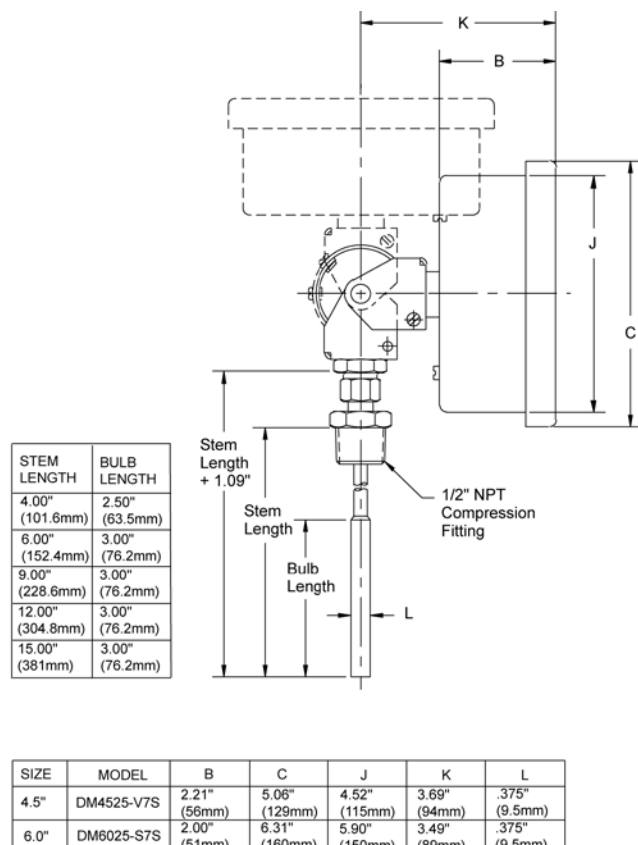 K
B
J
C
Stem
Length
+ 1.09"
Stem
Length
1/2" NPT
Compression
Fitting
Bulb
Length
L
STEM LENGTH BULB LENGTH
4.00" (101.6mm) 2.50" (63.5mm)
6.00" (152.4mm) 3.00" (76.2mm)
9.00" (228.6mm) 3.00" (76.2mm)
12.00" (304.8mm) 3.00" (76.2mm)
15.00" (381mm) 3.00" (76.2mm)
SIZE MODEL B C J K L
4.5" DM4525-V7S 2.21" (56mm) 5.06" (129mm) 4.52" (115mm) 3.69" (94mm) .375" (9.5mm)
6.0" DM6025-S7S 2.00" (51mm) 6.31" (160mm) 5.90" (150mm) 3.49" (89mm) .375" (9.5mm)